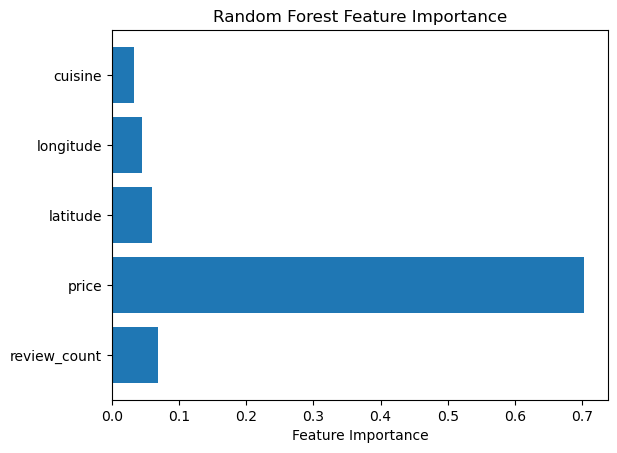 Random Forest Feature Importance
cuisine
longitude
latitude
price
review_count
0.0 0.1 0.2 0.3 0.4 0.5 0.6 0.7
Feature Importance